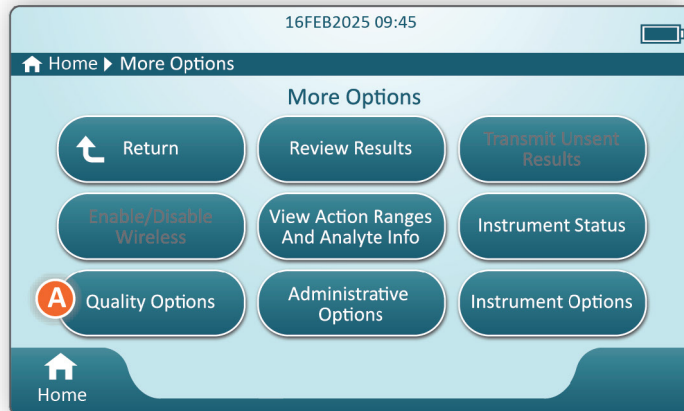 16FEB2025 09:45
Home ▶ More Options
More Options
Return
Review Results
Transmit Unsent
Results
Enable/Disable
Wireless
View Action Ranges
And Analyte Info
Instrument Status
A
Quality Options
Administrative
Options
Instrument Options
Home